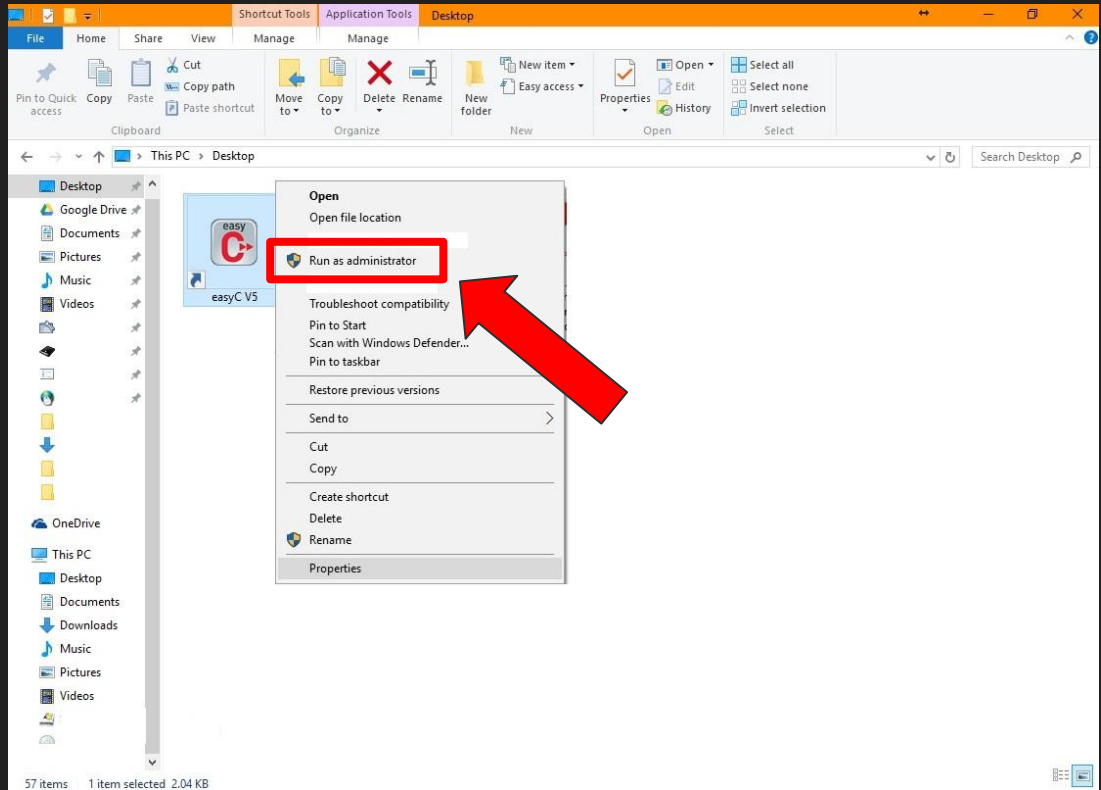 Shortcut Tools Application Tools Desktop
File Home Share View Manage Manage
Pin to Quick access
Copy
Paste
Cut
Copy path
Paste shortcut
Clipboard
Move to
Copy to
Delete
Rename
Organize
New folder
New item
Easy access
New
Properties
Open
Edit
History
Open
Select all
Select none
Invert selection
Select
This PC > Desktop
Search Desktop
Desktop
Google Drive
Documents
Pictures
Music
Videos
OneDrive
This PC
Desktop
Documents
Downloads
Music
Pictures
Videos
easy C
easyC V5
Open
Open file location
Run as administrator
Troubleshoot compatibility
Pin to Start
Scan with Windows Defender...
Pin to taskbar
Restore previous versions
Send to
Cut
Copy
Create shortcut
Delete
Rename
Properties
57 items 1 item selected 2.04 KB